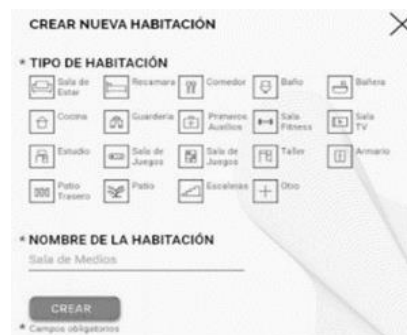 CREAR NUEVA HABITACIÓN
* TIPO DE HABITACIÓN
Sala de Estar
Recamara
Comedor
Baño
Bañera
Cocina
Guarderia
Primeros Auxilios
Sala Fitness
Sala TV
Estudio
Sala de Juegos
Sala de Juegos
Taller
Armario
Patio Trasero
Patio
Escaleras
Otro
* NOMBRE DE LA HABITACIÓN
Sala de Medios
CREAR
* Campos obligatorios